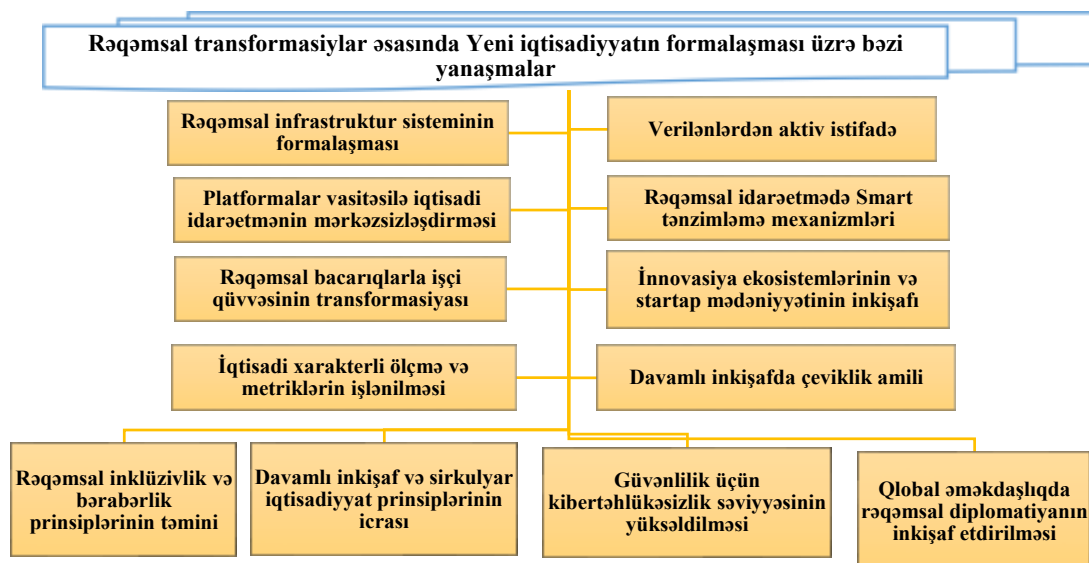 Rəqəmsal transformasiylar əsasında Yeni iqtisadiyyatın formalaşması üzrə bəzi
yanaşmalar
Rəqəmsal infrastruktur sisteminin
formalaşması
Verilənlərdən aktiv istifadə
Platformalar vasitəsilə iqtisadi
idarəetmənin mərkəzsizləşdirməsi
Rəqəmsal idarəetmədə Smart
tənzimləmə mexanizmləri
Rəqəmsal bacarıqlarla işçi
qüvvəsinin transformasiyası
İnnovasiya ekosistemlərinin və
startap mədəniyyətinin inkişafı
İqtisadi xarakterli ölçmə və
metriklərin işlənilməsi
Davamlı inkişafda çeviklik amili
Rəqəmsal inklüzivlik və
bərabərlik
prinsiplərinin təmini
Davamlı inkişaf və sirkulyar
iqtisadiyyat prinsiplərinin
icrası
Güvənlilik üçün
kibertəhlükəsizlik səviyyəsinin
yüksəldilməsi
Qlobal əməkdaşlıqda
rəqəmsal diplomatiyanın
inkişaf etdirilməsi